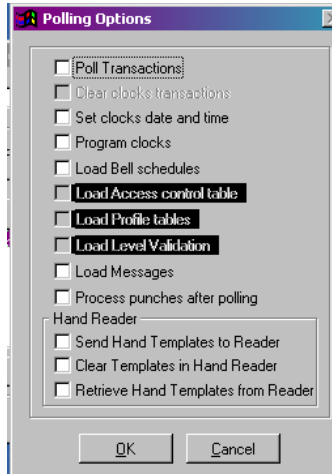 Polling Options
Poll Transactions
Clear clocks transactions
Set clocks date and time
Program clocks
Load Bell schedules
Load Access control table
Load Profile tables
Load Level Validation
Load Messages
Process punches after polling
Hand Reader
Send Hand Templates to Reader
Clear Templates in Hand Reader
Retrieve Hand Templates from Reader
OK Cancel